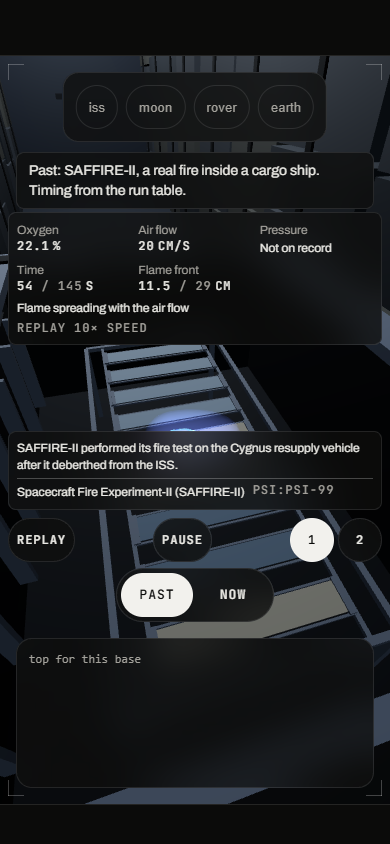 iss moon rover earth
Past: SAFFIRE-II, a real fire inside a cargo ship.
Timing from the run table.
Oxygen Air flow Pressure
22.1 % 20 CM/S Not on record
Time Flame front
54 / 145 S 11.5 / 29 CM
Flame spreading with the air flow
REPLAY 10× SPEED
SAFFIRE-II performed its fire test on the Cygnus resupply vehicle
after it deberthed from the ISS.
Spacecraft Fire Experiment-II (SAFFIRE-II) PSI:PSI-99
REPLAY PAUSE 1 2
PAST NOW
top for this base